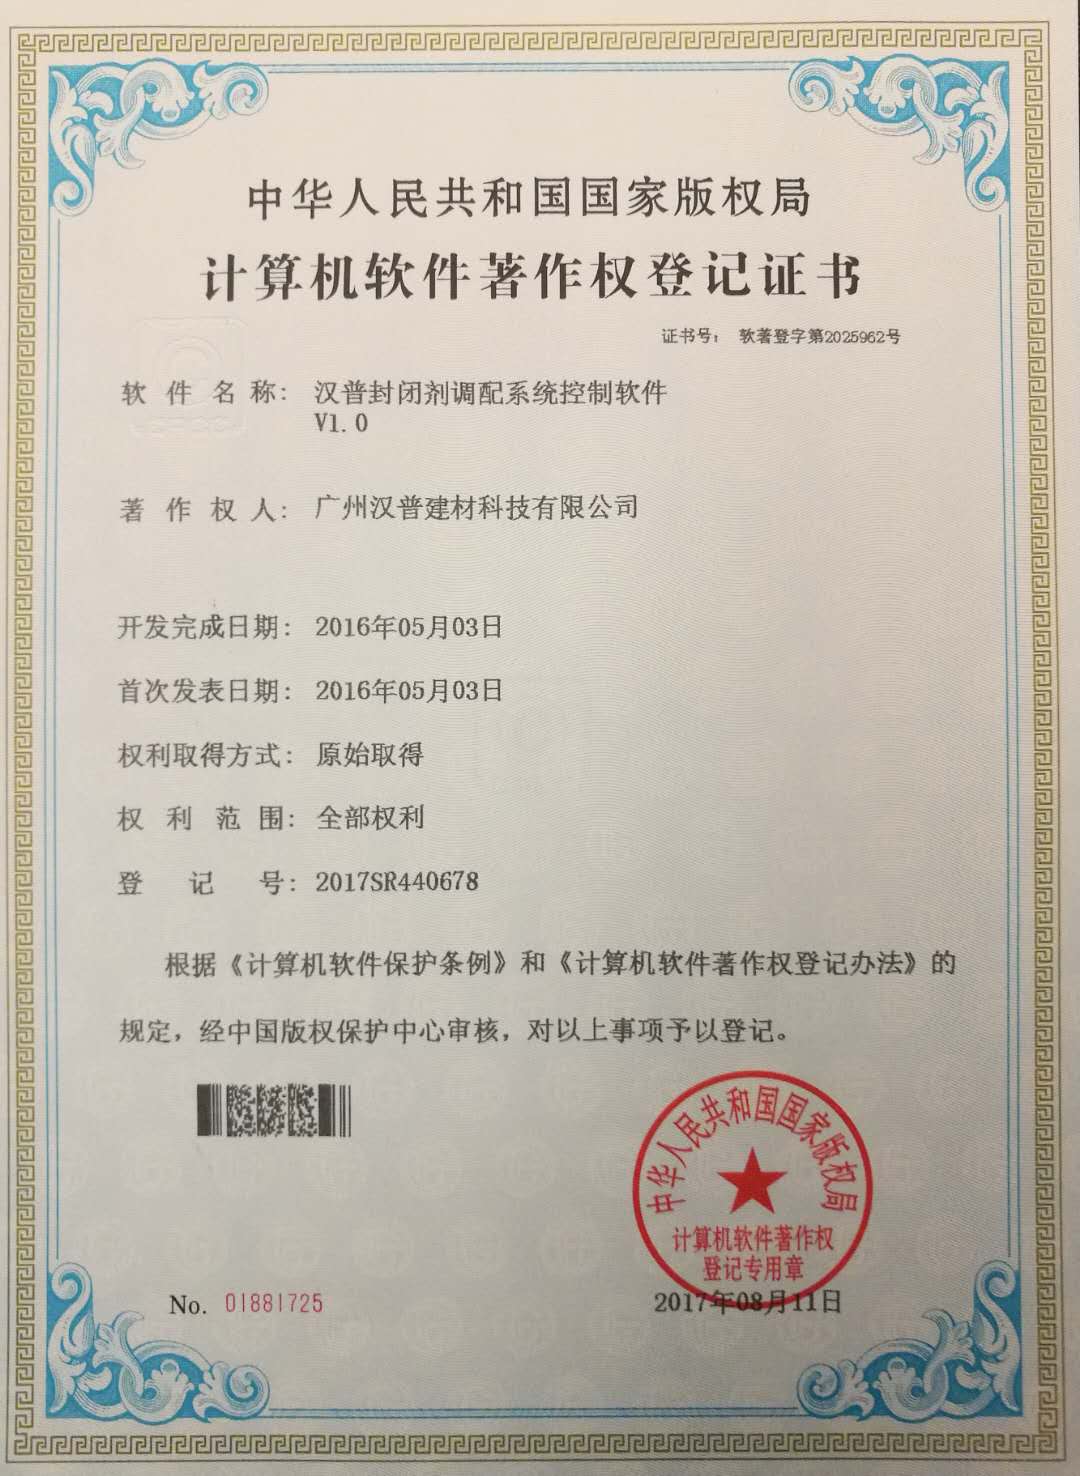 中华人民共和国国家版权局
计算机软件著作权登记证书
证书号： 软著登字第2025962号
软件名称： 汉普封闭剂调配系统控制软件
V1.0
著作权人： 广州汉普建材科技有限公司
开发完成日期： 2016年05月03日
首次发表日期： 2016年05月03日
权利取得方式： 原始取得
权利范围： 全部权利
登记号： 2017SR440678
根据《计算机软件保护条例》和《计算机软件著作权登记办法》的
规定，经中国版权保护中心审核，对以上事项予以登记。
中华人民共和国国家版权局
计算机软件著作权
登记专用章
No. 01881725
2017年08月11日